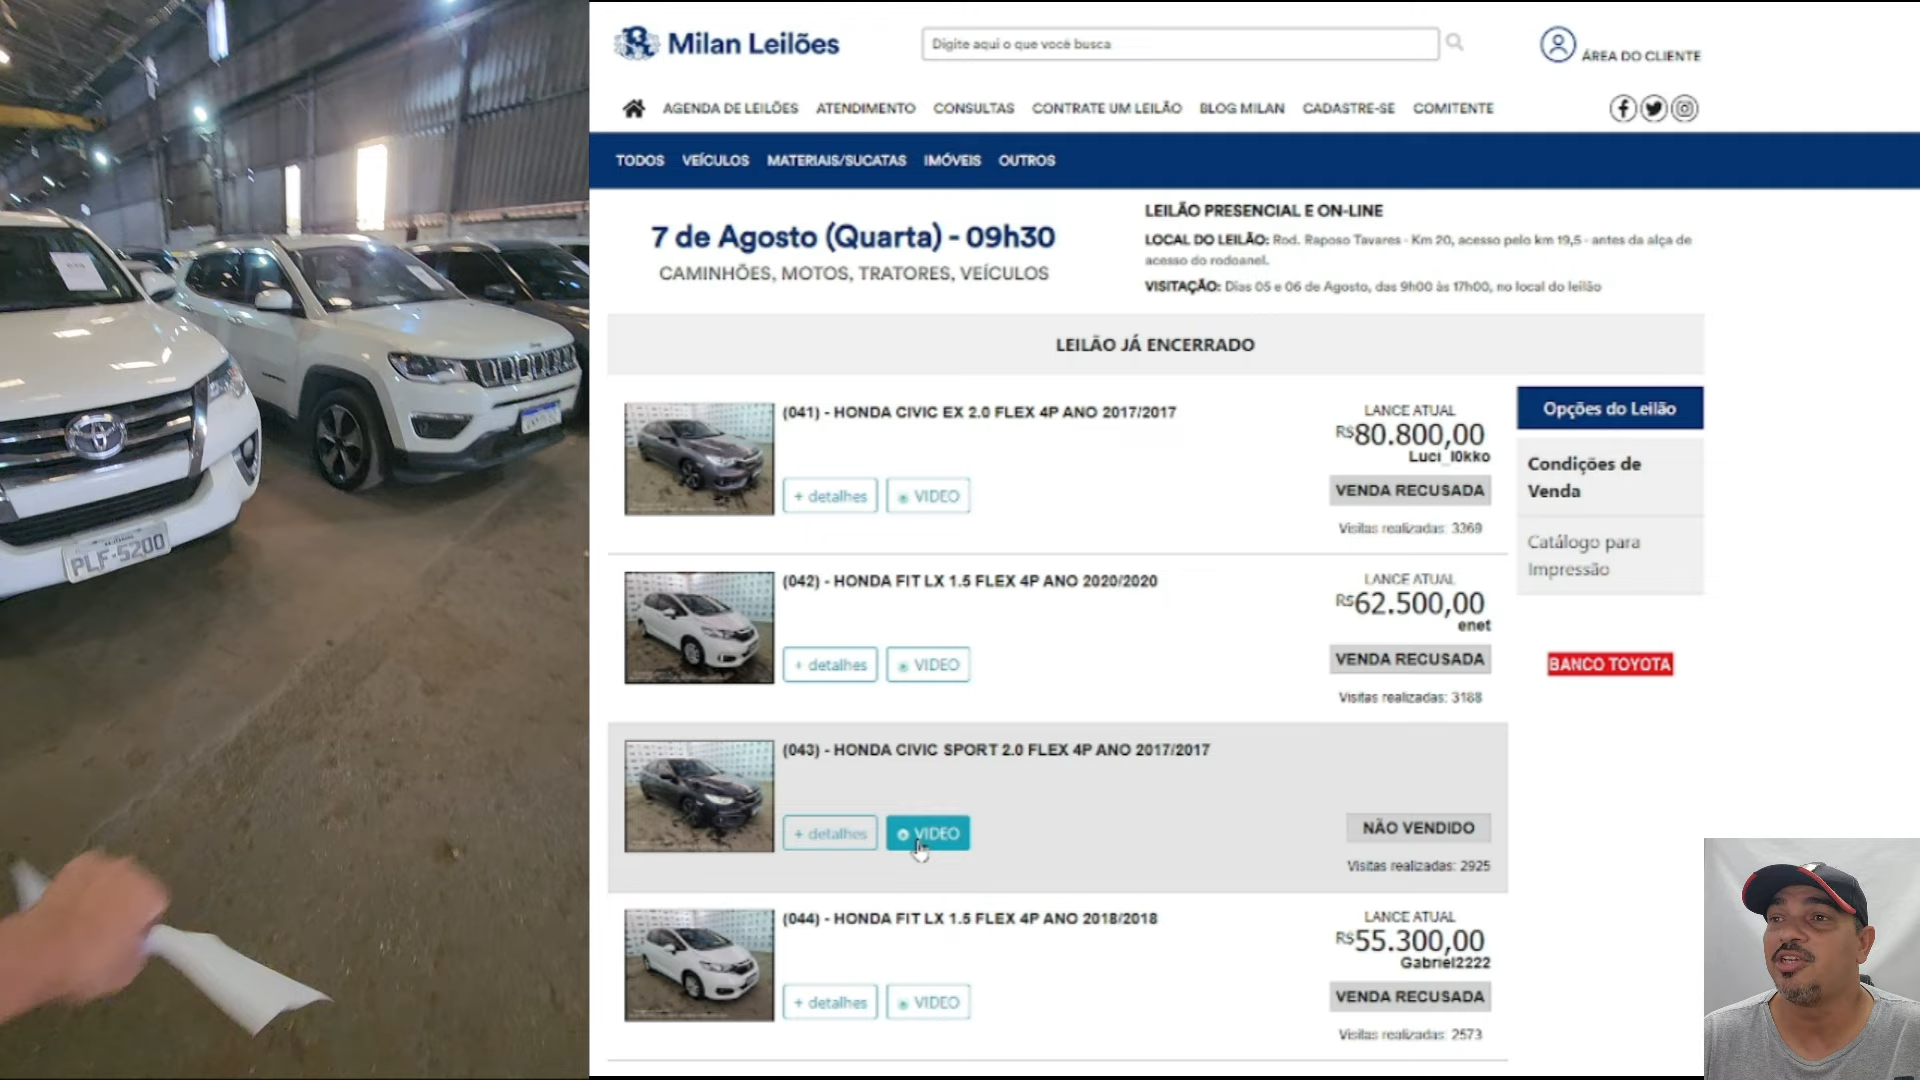 PLF-5200
Milan Leilões
Digite aqui o que você busca
ÁREA DO CLIENTE
AGENDA DE LEILÕES ATENDIMENTO CONSULTAS CONTRATE UM LEILÃO BLOG MILAN CADASTRE-SE COMITENTE
TODOS VEÍCULOS MATERIAIS/SUCATAS IMÓVEIS OUTROS
7 de Agosto (Quarta) - 09h30
CAMINHÕES, MOTOS, TRATORES, VEÍCULOS
LEILÃO PRESENCIAL E ON-LINE
LOCAL DO LEILÃO: Rod. Raposo Tavares - Km 20, acesso pelo km 19,5 - antes da alça de
acesso do rodoanel.
VISITAÇÃO: Dias 05 e 06 de Agosto, das 9h00 às 17h00, no local do leilão
LEILÃO JÁ ENCERRADO
(041) - HONDA CIVIC EX 2.0 FLEX 4P ANO 2017/2017
+ detalhes
VIDEO
LANCE ATUAL
R$80.800,00
Luci_l0kko
VENDA RECUSADA
Visitas realizadas: 3369
(042) - HONDA FIT LX 1.5 FLEX 4P ANO 2020/2020
+ detalhes
VIDEO
LANCE ATUAL
R$62.500,00
enet
VENDA RECUSADA
Visitas realizadas: 3188
(043) - HONDA CIVIC SPORT 2.0 FLEX 4P ANO 2017/2017
+ detalhes
VIDEO
NÃO VENDIDO
Visitas realizadas: 2925
(044) - HONDA FIT LX 1.5 FLEX 4P ANO 2018/2018
+ detalhes
VIDEO
LANCE ATUAL
R$55.300,00
Gabriel2222
VENDA RECUSADA
Visitas realizadas: 2573
Opções do Leilão
Condições de
Venda
Catálogo para
Impressão
BANCO TOYOTA